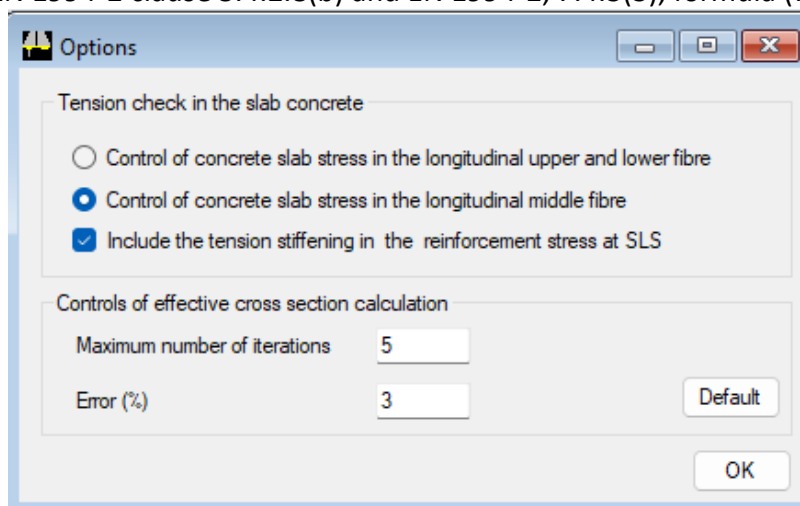 Options
Tension check in the slab concrete
Control of concrete slab stress in the longitudinal upper and lower fibre
Control of concrete slab stress in the longitudinal middle fibre
Include the tension stiffening in the reinforcement stress at SLS
Controls of effective cross section calculation
Maximum number of iterations 5
Error (%) 3 Default
OK